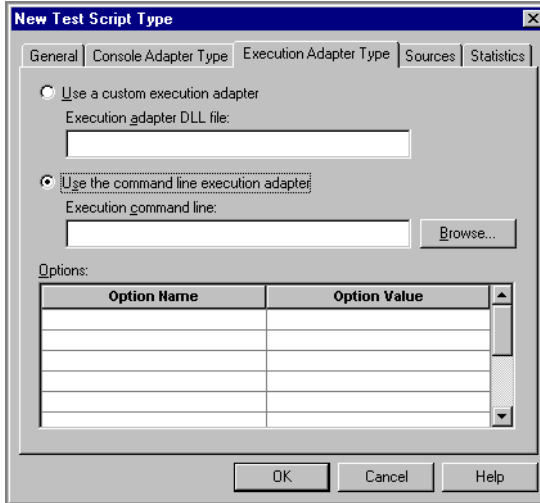 New Test Script Type
General Console Adapter Type Execution Adapter Type Sources Statistics
Use a custom execution adapter
Execution adapter DLL file:
Use the command line execution adapter
Execution command line:
Browse...
Options:
Option Name Option Value
OK Cancel Help